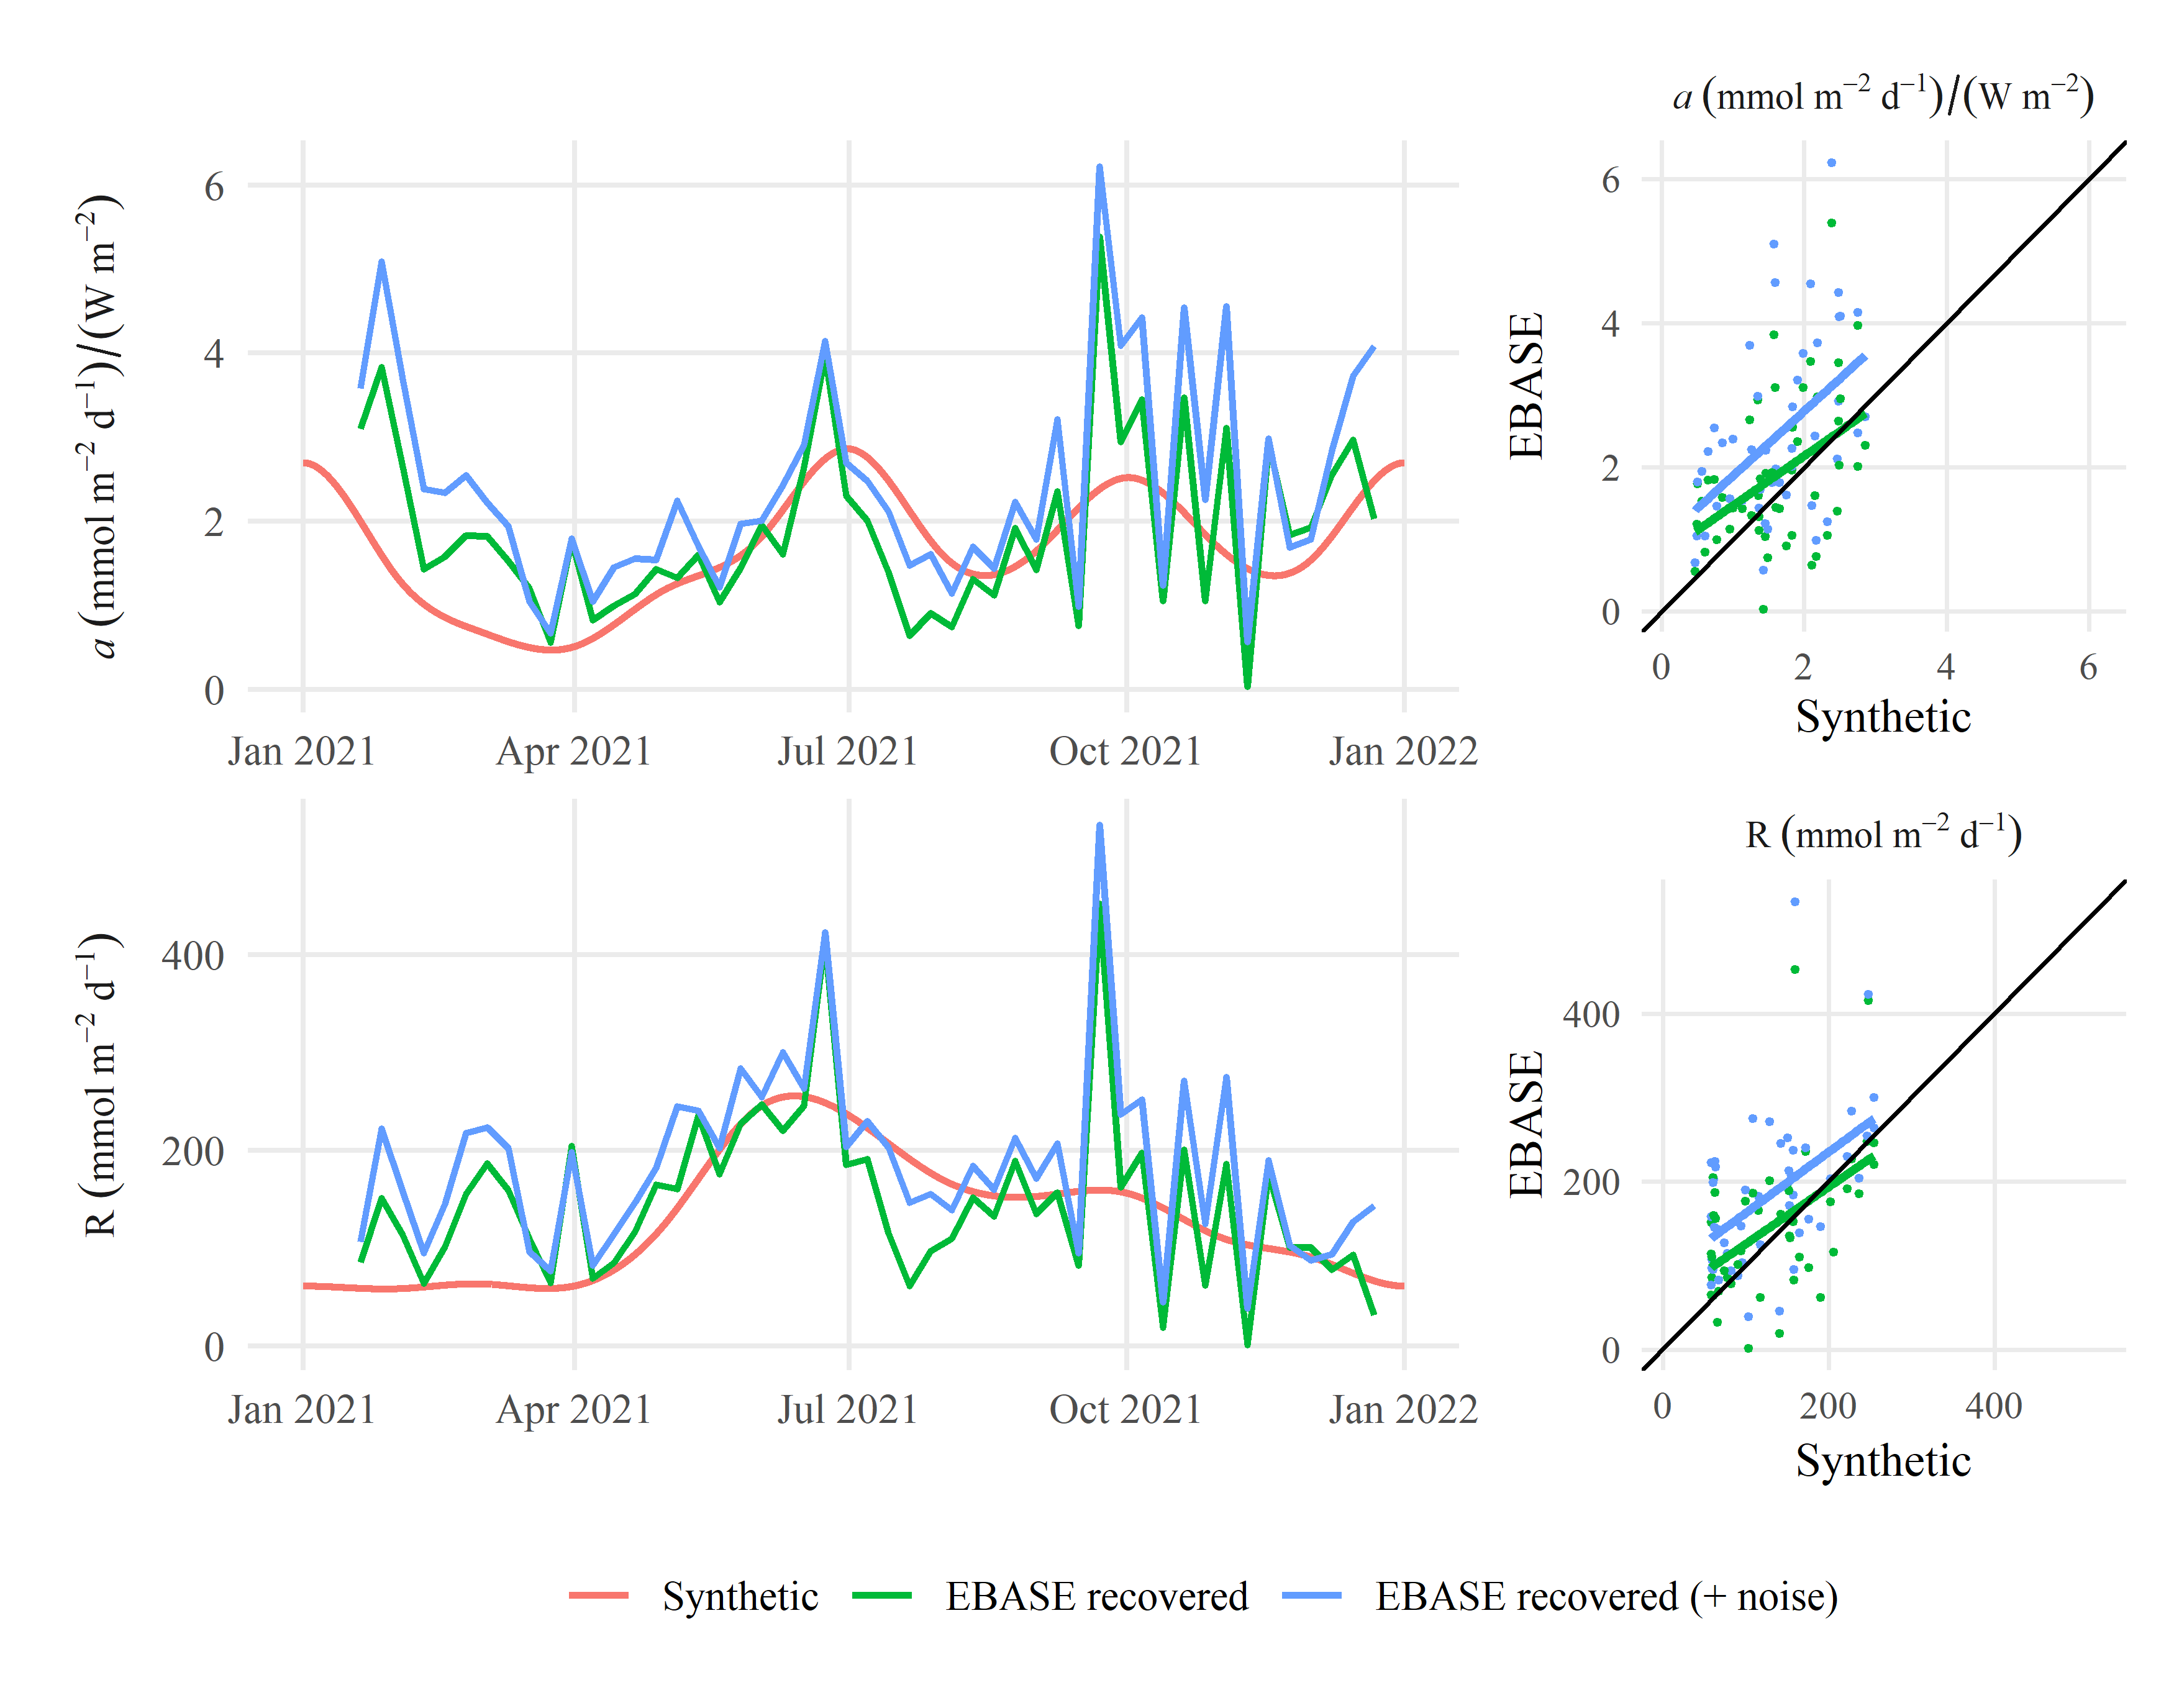 a (mmol m−2 d−1)/(W m−2)
6
4
2
0
Jan 2021 Apr 2021 Jul 2021 Oct 2021 Jan 2022
a (mmol m−2 d−1)/(W m−2)
EBASE
6
4
2
0
0 2 4 6
Synthetic
R (mmol m−2 d−1)
400
200
0
Jan 2021 Apr 2021 Jul 2021 Oct 2021 Jan 2022
R (mmol m−2 d−1)
EBASE
400
200
0
0 200 400
Synthetic
Synthetic EBASE recovered EBASE recovered (+ noise)